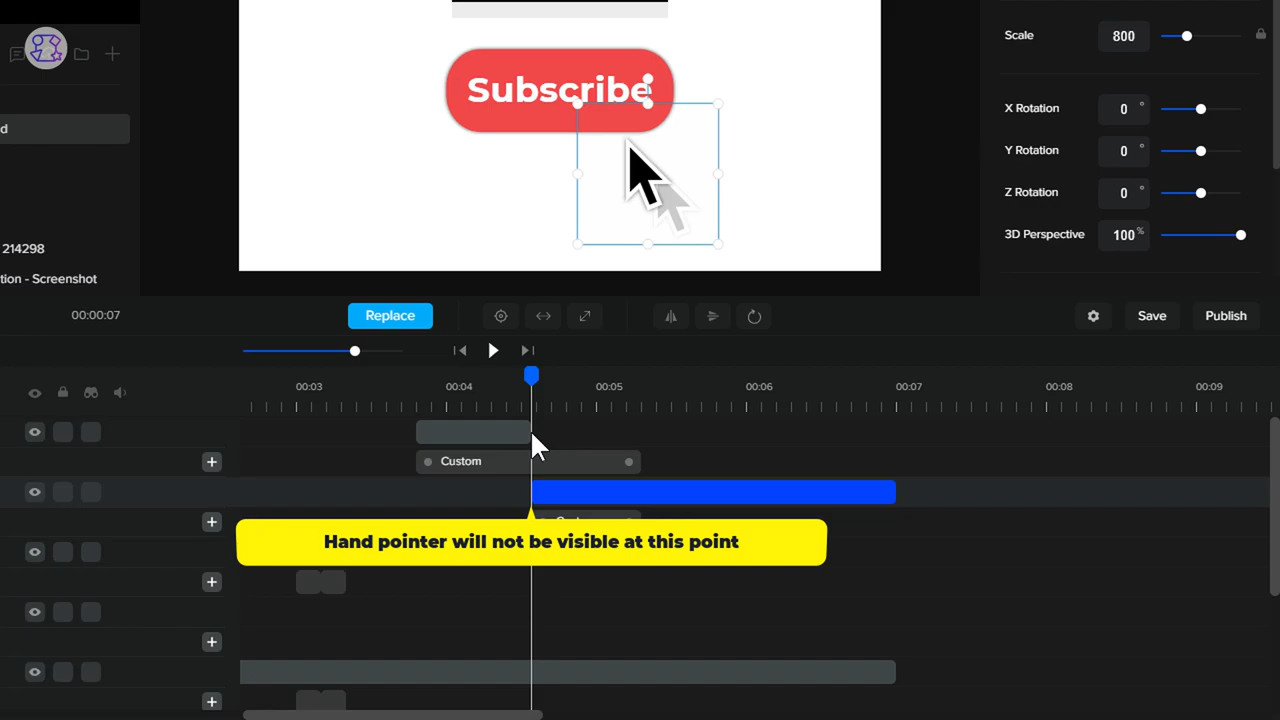 Subscribe
Scale 800
X Rotation 0 °
Y Rotation 0 °
Z Rotation 0 °
3D Perspective 100 %
d
214298
tion - Screenshot
00:00:07
Replace
Save
Publish
00:03 00:04 00:05 00:06 00:07 00:08 00:09
Custom
Hand pointer will not be visible at this point